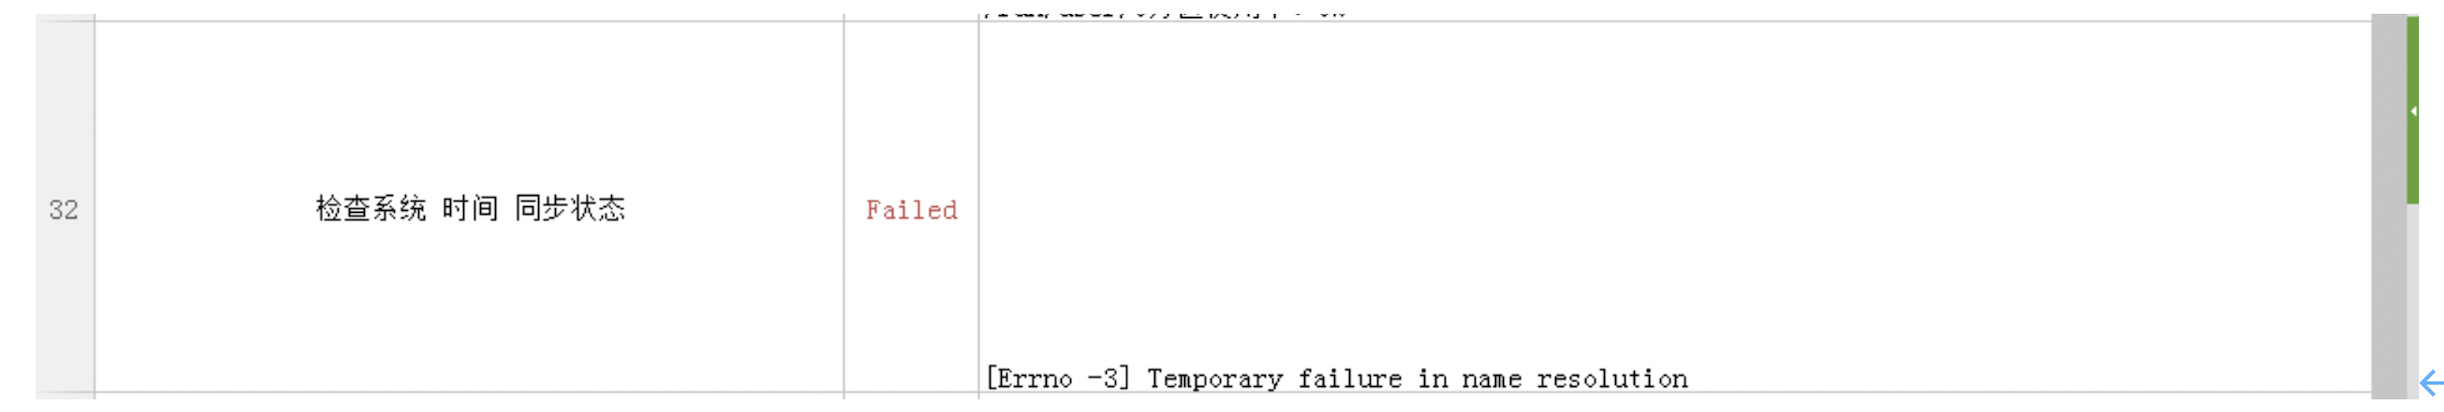 32
检查系统 时间 同步状态
Failed
[Errno -3] Temporary failure in name resolution